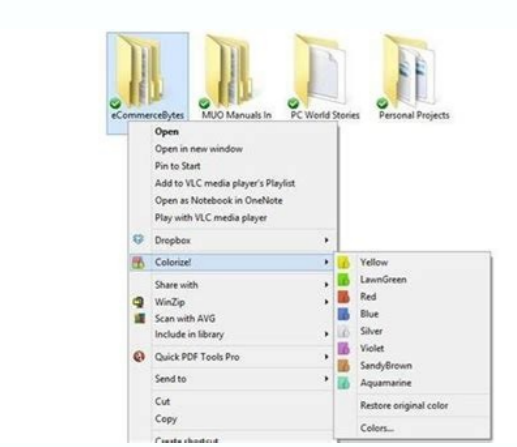 eCommerceBytes
MUO Manuals In
PC World Stories
Personal Projects
Open
Open in new window
Pin to Start
Add to VLC media player's Playlist
Open as Notebook in OneNote
Play with VLC media player
Dropbox
Colorize!
Share with
WinZip
Scan with AVG
Include in library
Quick PDF Tools Pro
Send to
Cut
Copy
Create shortcut
Yellow
LawnGreen
Red
Blue
Silver
Violet
SandyBrown
Aquamarine
Restore original color
Colors...